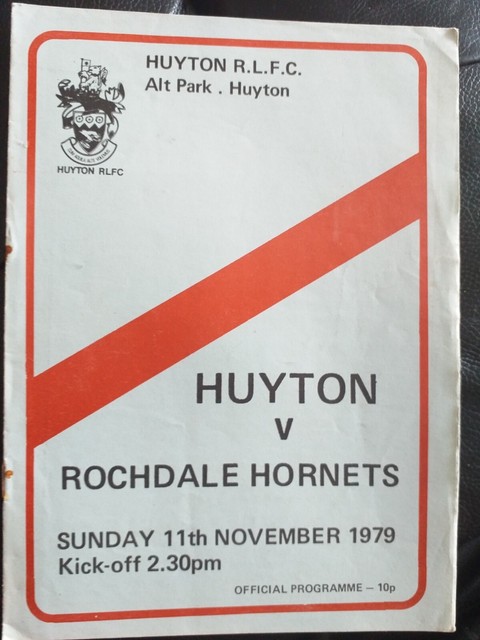 HUYTON R.L.F.C.
Alt Park . Huyton
HUYTON RLFC
HUYTON
V
ROCHDALE HORNETS
SUNDAY 11th NOVEMBER 1979
Kick-off 2.30pm
OFFICIAL PROGRAMME – 10p